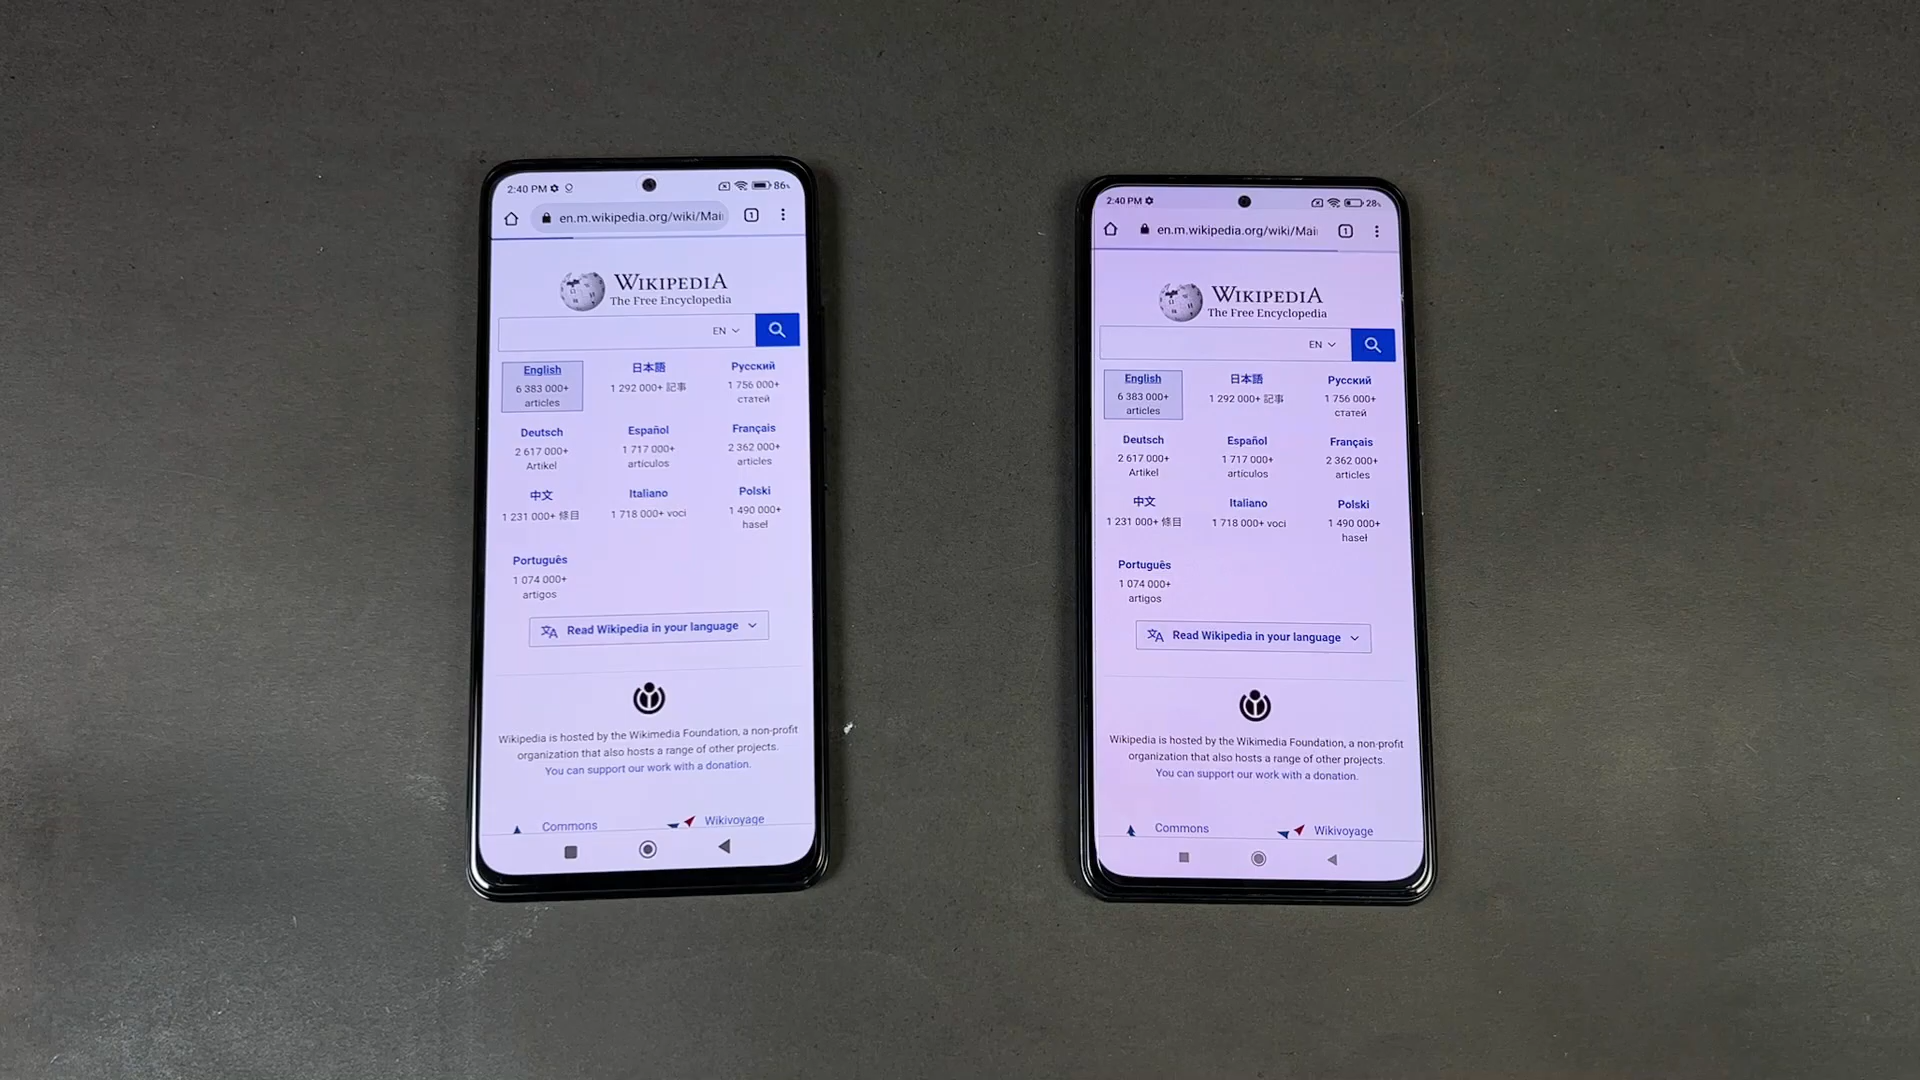 2:40 PM
86%
en.m.wikipedia.org/wiki/Mai
1
WIKIPEDIA
The Free Encyclopedia
EN
English
6 383 000+
articles
日本語
1 292 000+ 記事
Русский
1 756 000+
статей
Deutsch
2 617 000+
Artikel
Español
1 717 000+
artículos
Français
2 362 000+
articles
中文
1 231 000+ 條目
Italiano
1 718 000+ voci
Polski
1 490 000+
haseł
Português
1 074 000+
artigos
Read Wikipedia in your language
Wikipedia is hosted by the Wikimedia Foundation, a non-profit
organization that also hosts a range of other projects.
You can support our work with a donation.
Commons
Wikivoyage
2:40 PM
28%
en.m.wikipedia.org/wiki/Mai
1
WIKIPEDIA
The Free Encyclopedia
EN
English
6 383 000+
articles
日本語
1 292 000+ 記事
Русский
1 756 000+
статей
Deutsch
2 617 000+
Artikel
Español
1 717 000+
artículos
Français
2 362 000+
articles
中文
1 231 000+ 條目
Italiano
1 718 000+ voci
Polski
1 490 000+
haseł
Português
1 074 000+
artigos
Read Wikipedia in your language
Wikipedia is hosted by the Wikimedia Foundation, a non-profit
organization that also hosts a range of other projects.
You can support our work with a donation.
Commons
Wikivoyage